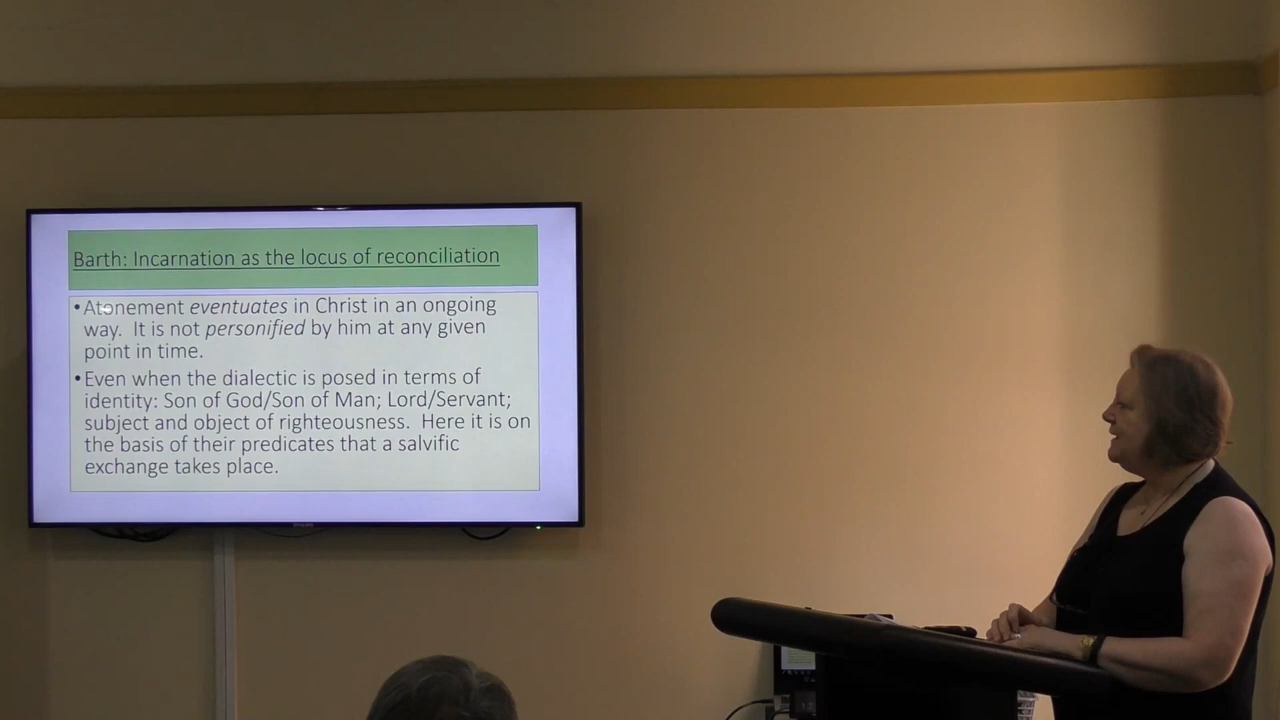 Barth: Incarnation as the locus of reconciliation
•Atonement eventuates in Christ in an ongoing
way. It is not personified by him at any given
point in time.
•Even when the dialectic is posed in terms of
identity: Son of God/Son of Man; Lord/Servant;
subject and object of righteousness. Here it is on
the basis of their predicates that a salvific
exchange takes place.
PHILIPS